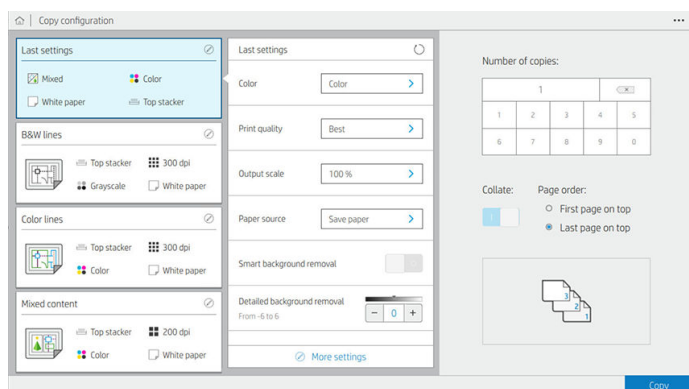 Copy configuration
Last settings
Mixed
Color
White paper
Top stacker
B&W lines
Top stacker
300 dpi
Grayscale
White paper
Color lines
Top stacker
300 dpi
Color
White paper
Mixed content
Top stacker
200 dpi
Color
White paper
Last settings
Color
Color
Print quality
Best
Output scale
100 %
Paper source
Save paper
Smart background removal
Detailed background removal
From -6 to 6
− 0 +
More settings
Number of copies:
1
1 2 3 4 5
6 7 8 9 0
Collate:
Page order:
First page on top
Last page on top
3
2
1
Copy